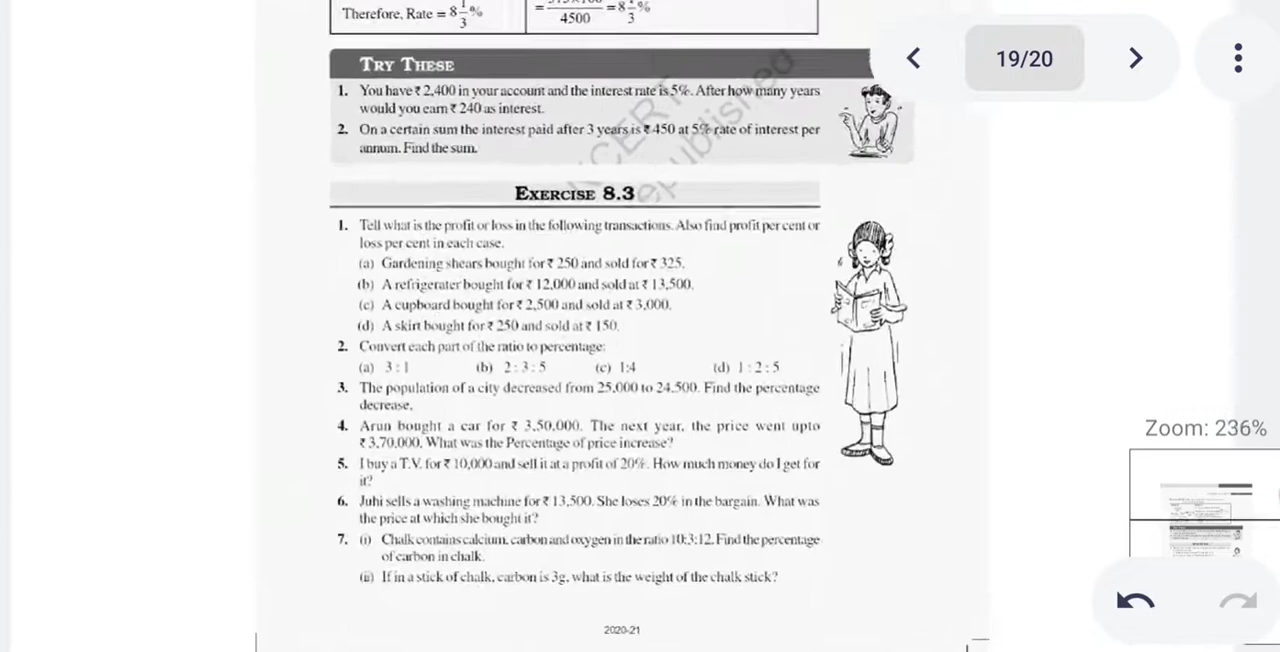 Therefore, Rate = 8 1/3 %
4500 = 8 1/3 %
19/20
TRY THESE
1. You have ₹ 2,400 in your account and the interest rate is 5%. After how many years
would you earn ₹ 240 as interest.
2. On a certain sum the interest paid after 3 years is ₹ 450 at 5% rate of interest per
annum. Find the sum.
EXERCISE 8.3
1. Tell what is the profit or loss in the following transactions. Also find profit per cent or
loss per cent in each case.
(a) Gardening shears bought for ₹ 250 and sold for ₹ 325.
(b) A refrigerater bought for ₹ 12,000 and sold at ₹ 13,500.
(c) A cupboard bought for ₹ 2,500 and sold at ₹ 3,000.
(d) A skirt bought for ₹ 250 and sold at ₹ 150.
2. Convert each part of the ratio to percentage:
(a) 3 : 1 (b) 2 : 3 : 5 (c) 1:4 (d) 1 : 2 : 5
3. The population of a city decreased from 25,000 to 24,500. Find the percentage
decrease.
4. Arun bought a car for ₹ 3,50,000. The next year, the price went upto
₹ 3,70,000. What was the Percentage of price increase?
5. I buy a T.V. for ₹ 10,000 and sell it at a profit of 20%. How much money do I get for
it?
6. Juhi sells a washing machine for ₹ 13,500. She loses 20% in the bargain. What was
the price at which she bought it?
7. (i) Chalk contains calcium, carbon and oxygen in the ratio 10:3:12. Find the percentage
of carbon in chalk.
(ii) If in a stick of chalk, carbon is 3g, what is the weight of the chalk stick?
Zoom: 236%
2020-21